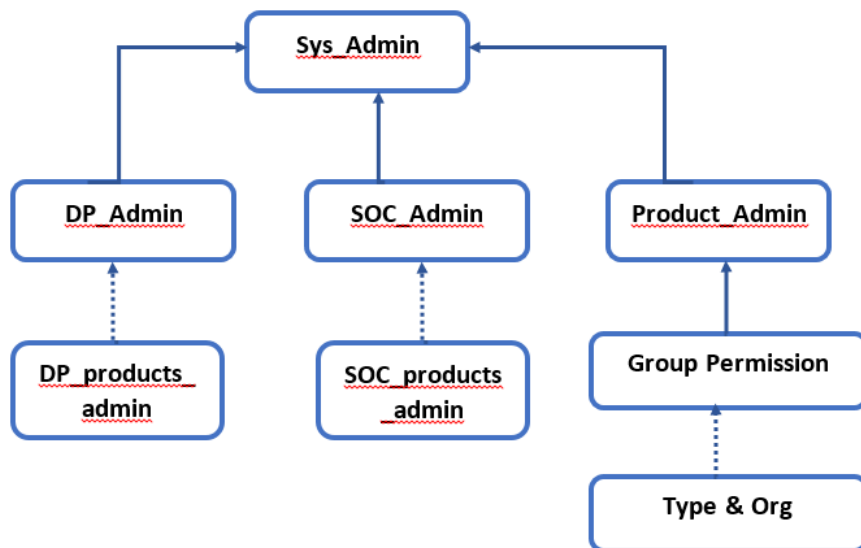 Sys_Admin
DP_Admin
SOC_Admin
Product_Admin
DP_products_
admin
SOC_products
_admin
Group Permission
Type & Org